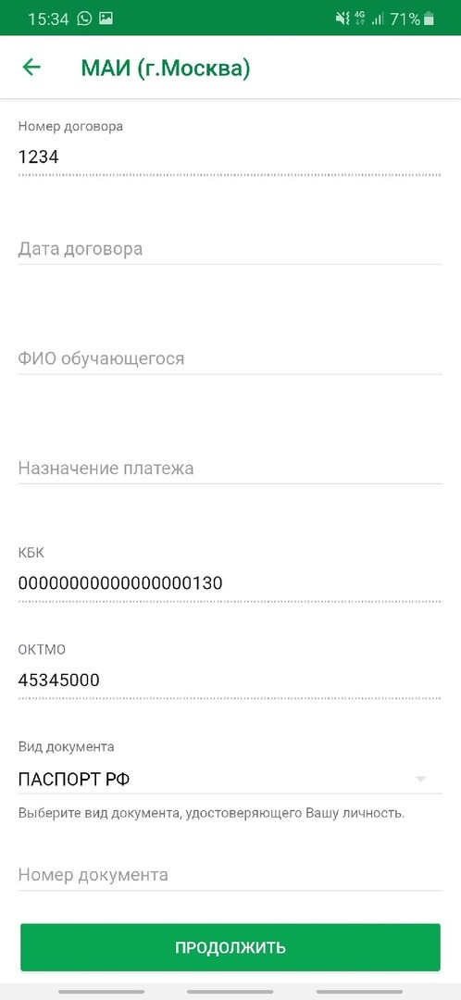 15:34 4G 71%
МАИ (г.Москва)
Номер договора
1234
Дата договора
ФИО обучающегося
Назначение платежа
КБК
00000000000000000130
ОКТМО
45345000
Вид документа
ПАСПОРТ РФ
Выберите вид документа, удостоверяющего Вашу личность.
Номер документа
ПРОДОЛЖИТЬ